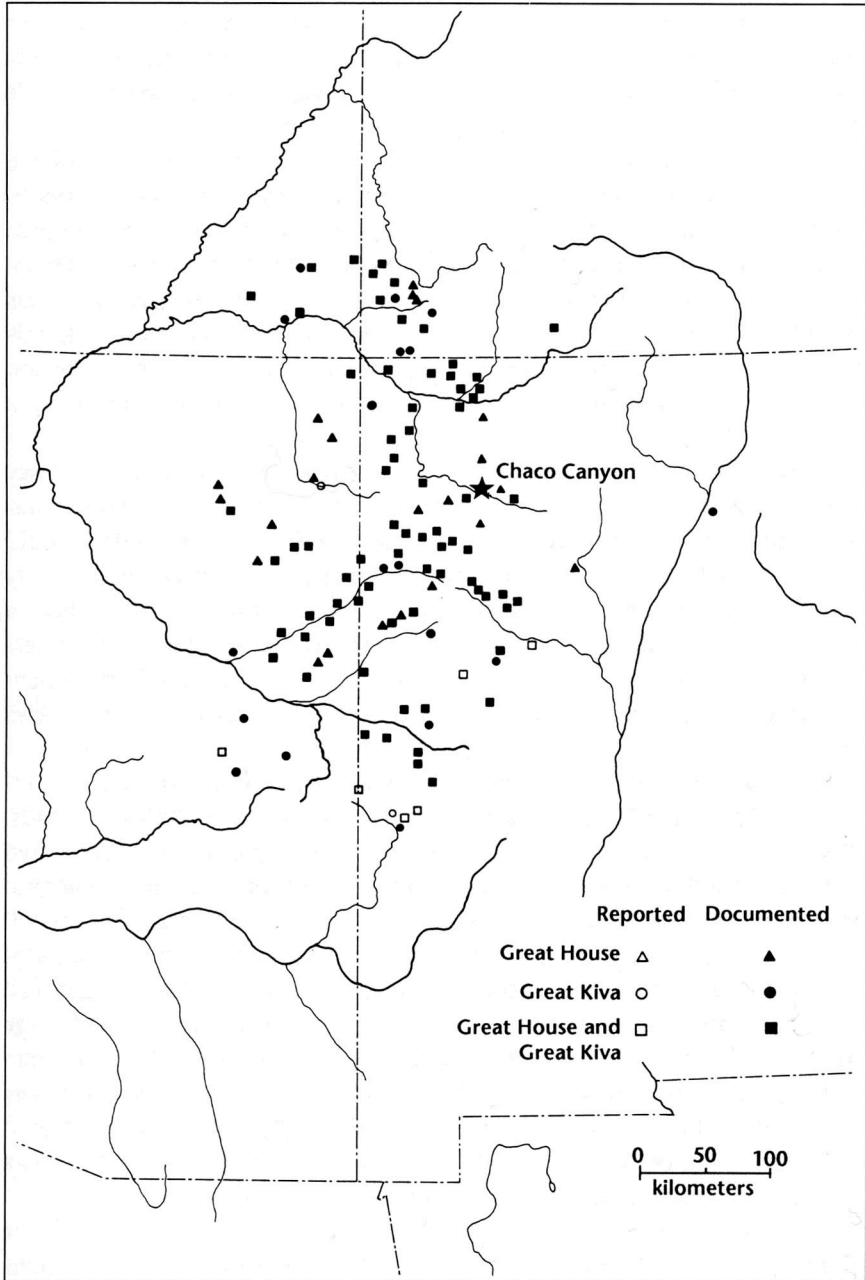 Chaco Canyon
Reported Documented
Great House
Great Kiva
Great House and
Great Kiva
0 50 100
kilometers